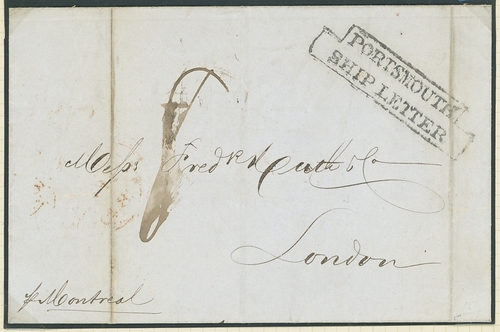 PORTSMOUTH
SHIP LETTER
Messrs Fredk Huth & Co
London
p Montreal